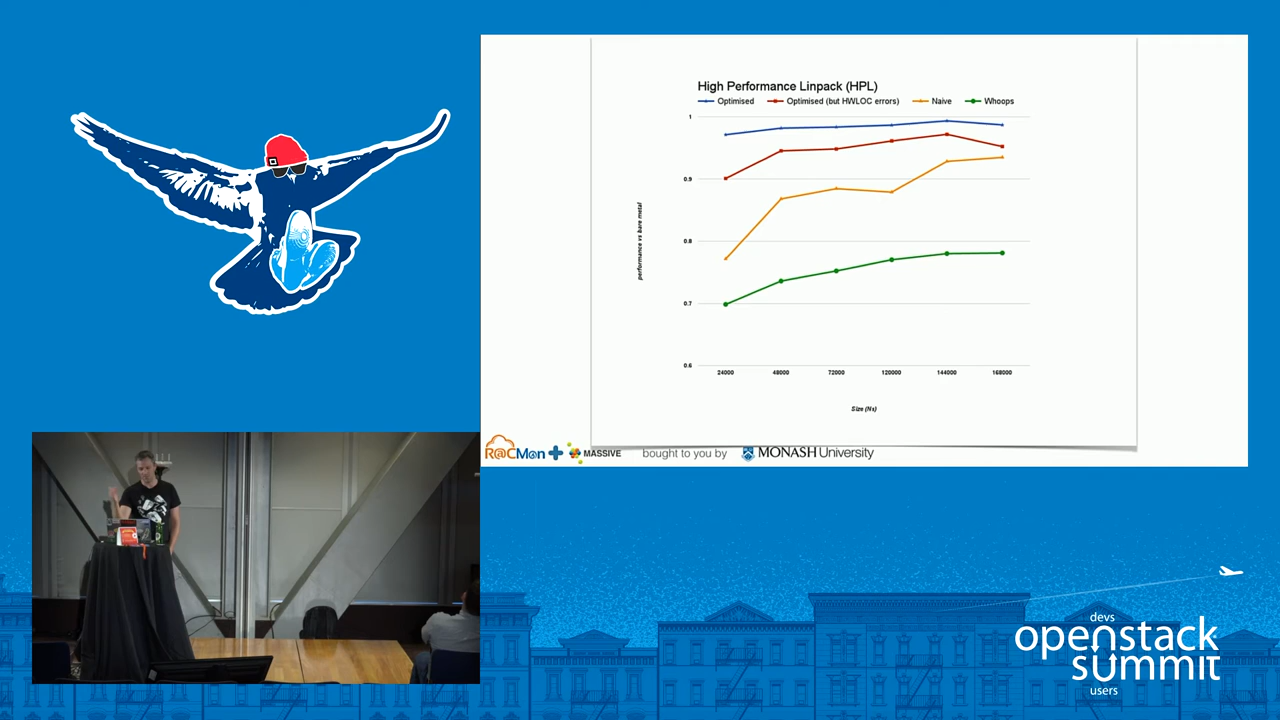 High Performance Linpack (HPL)
Optimised
Optimised (but HWLOC errors)
Naive
Whoops
1
0.9
0.8
0.7
0.6
performance vs bare metal
24000
48000
72000
120000
144000
168000
Size (Ns)
R@CMon
MASSIVE
brought to you by
MONASH University
devs
openstack
summit
users